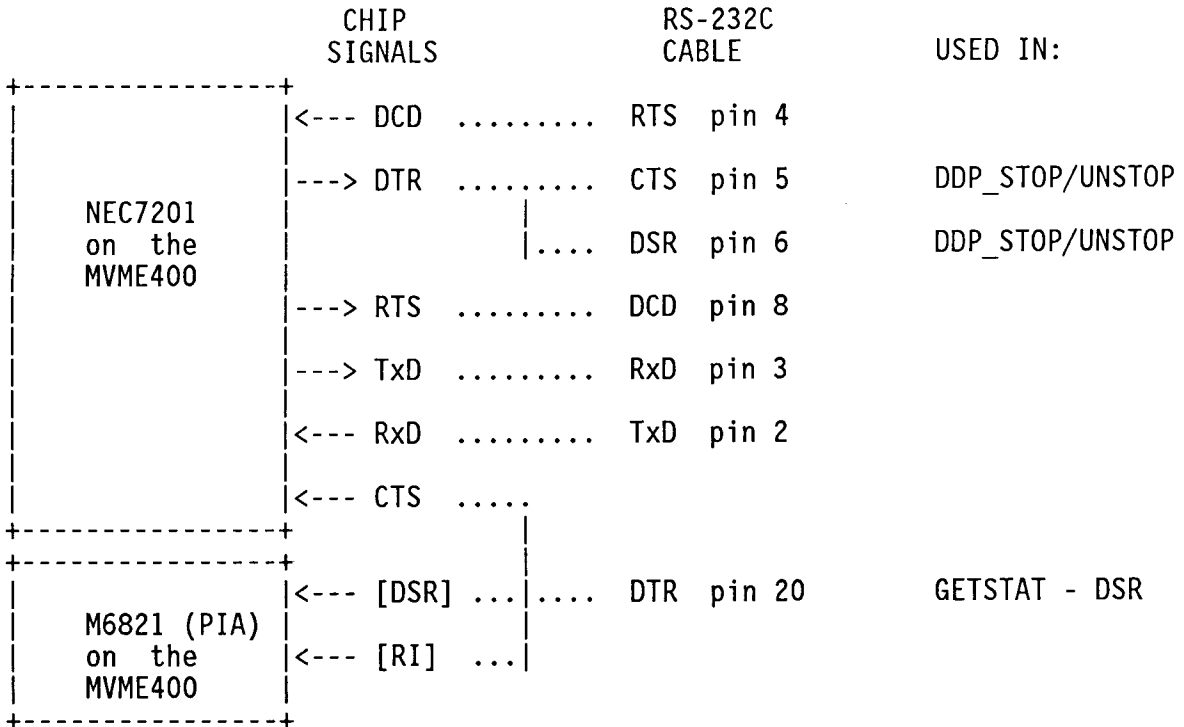 CHIP RS-232C
SIGNALS CABLE USED IN:
+-----------------+
|<--- DCD ......... RTS pin 4
|---> DTR ......... CTS pin 5 DDP_STOP/UNSTOP
NEC7201
on the |.... DSR pin 6 DDP_STOP/UNSTOP
MVME400
|---> RTS ......... DCD pin 8
|---> TxD ......... RxD pin 3
|<--- RxD ......... TxD pin 2
|<--- CTS .....
+-----------------+
+-----------------+
|<--- [DSR] ...|.... DTR pin 20 GETSTAT - DSR
M6821 (PIA)
on the |<--- [RI] ...|
MVME400
+-----------------+